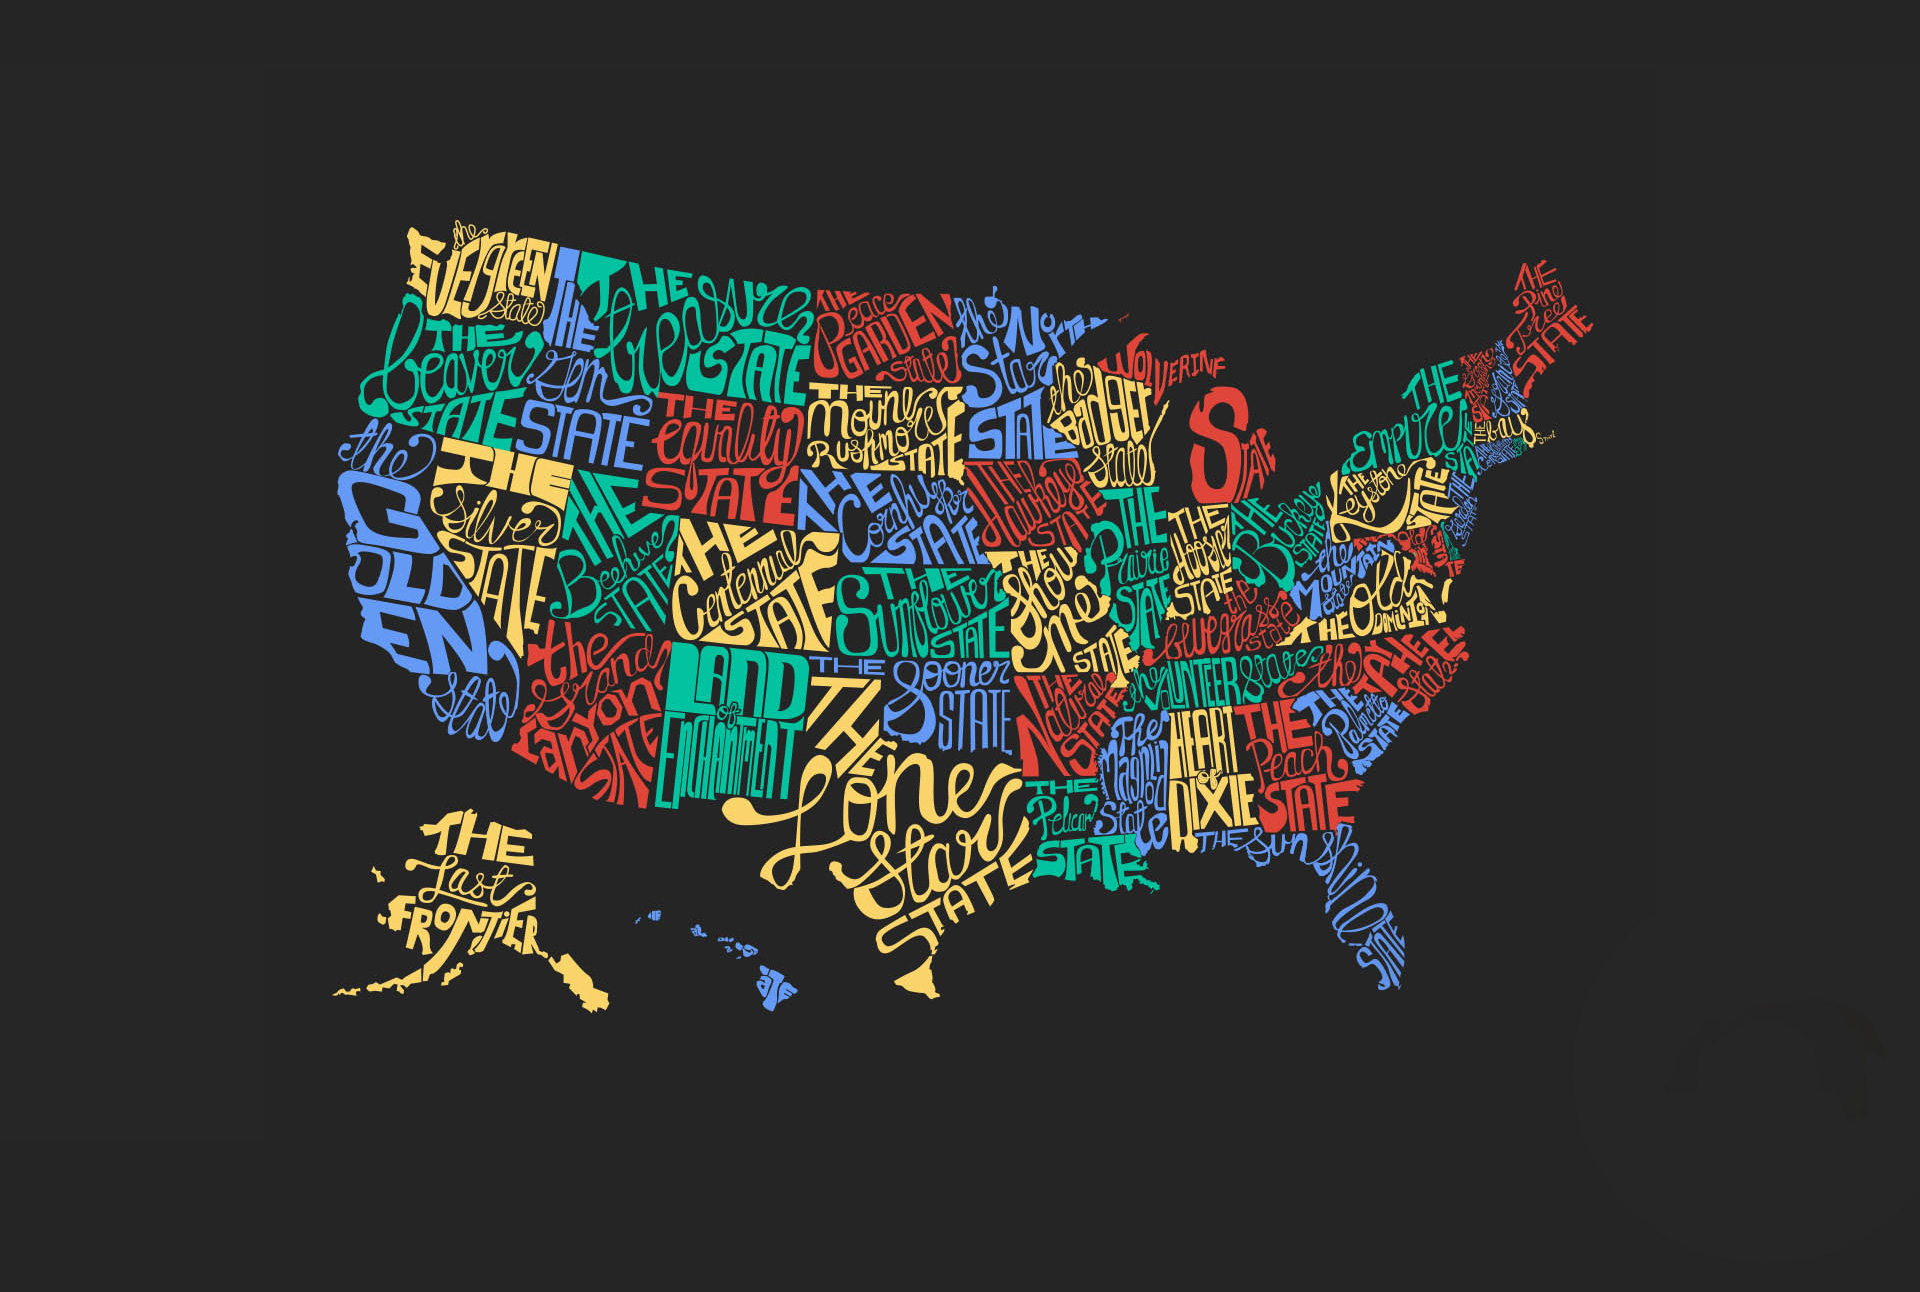 the
EVERGREEN
State
THE
beaver
STATE
the
GOLDEN
state
THE
Gem
STATE
THE
silver
STATE
THE
treasure
STATE
THE
equality
STATE
THE
Beehive
STATE
the
Grand
Canyon
STATE
THE
Centennial
STATE
LAND
of
ENCHANTMENT
THE
Peace
GARDEN
state
THE
Mount
Rushmore
STATE
THE
Cornhusker
STATE
THE
Sunflower
STATE
THE
Sooner
STATE
THE
Lone
Star
STATE
the North
Star
STATE
THE
Hawkeye
STATE
THE
Show
me
STATE
THE
Natural
STATE
THE
Pelican
STATE
the
BADGER
State
WOLVERINE
STATE
THE
Prairie
STATE
THE
Hoosier
STATE
THE
Buckeye
STATE
the
bluegrass
state
the
VOLUNTEER State
The
Magnolia
State
HEART
of
DIXIE
THE
Peach
STATE
THE Sunshine
STATE
THE
Palmetto
STATE
the
TAR HEEL
State
THE Old
DOMINION
the
MOUNTAIN
State
THE
Keystone
STATE
THE
EMPIRE
STATE
THE
bay
State
THE
Pine
Tree
STATE
THE
Last
FRONTIER